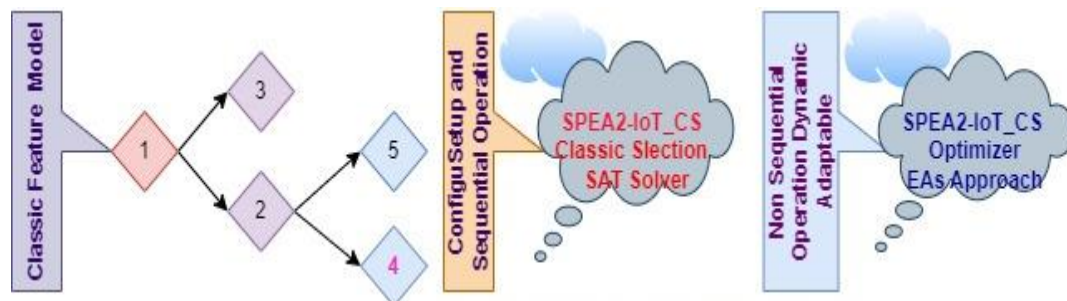 Classic Feature Model
1
3
2
5
4
ConfiguSetup and
Sequential Operation
SPEA2-IoT_CS
Classic Slection
SAT Solver
Non Sequential
Operation Dynamic
Adaptable
SPEA2-IoT_CS
Optimizer
EAs Approach